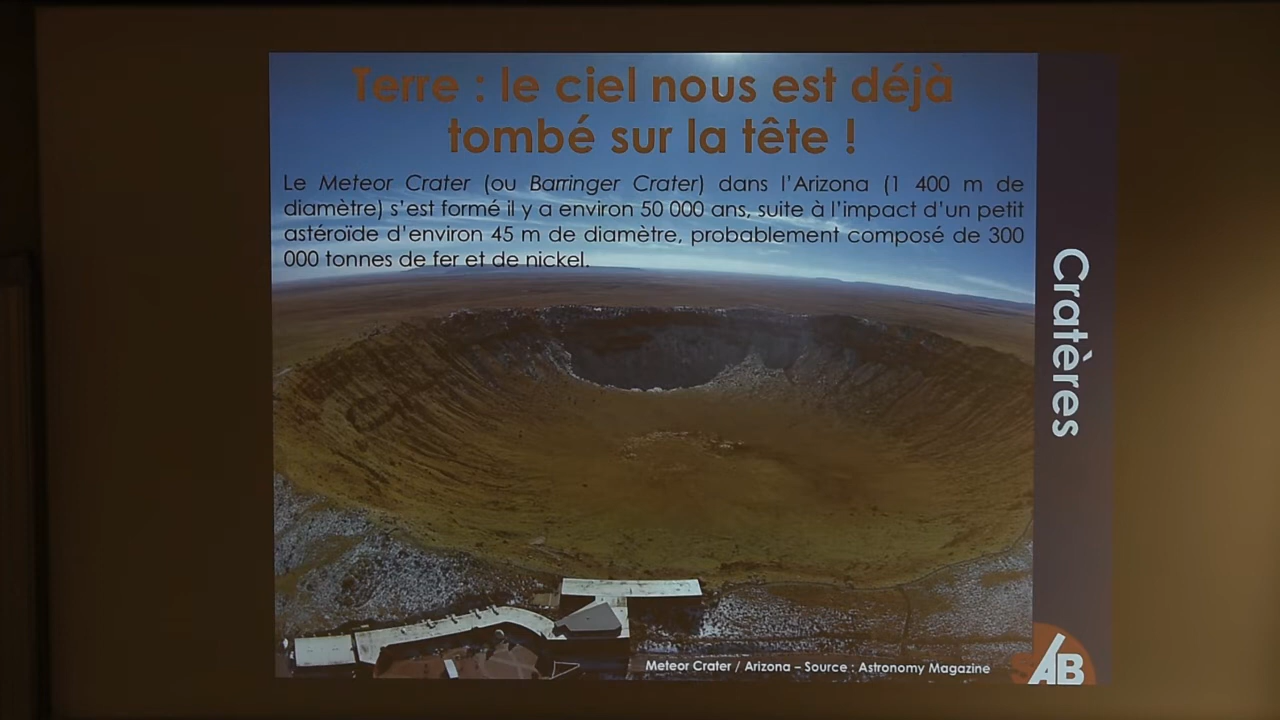 Terre : le ciel nous est déjà
tombé sur la tête !
Le Meteor Crater (ou Barringer Crater) dans l'Arizona (1 400 m de
diamètre) s'est formé il y a environ 50 000 ans, suite à l'impact d'un petit
astéroïde d'environ 45 m de diamètre, probablement composé de 300
000 tonnes de fer et de nickel.
Cratères
Meteor Crater / Arizona – Source : Astronomy Magazine
AB